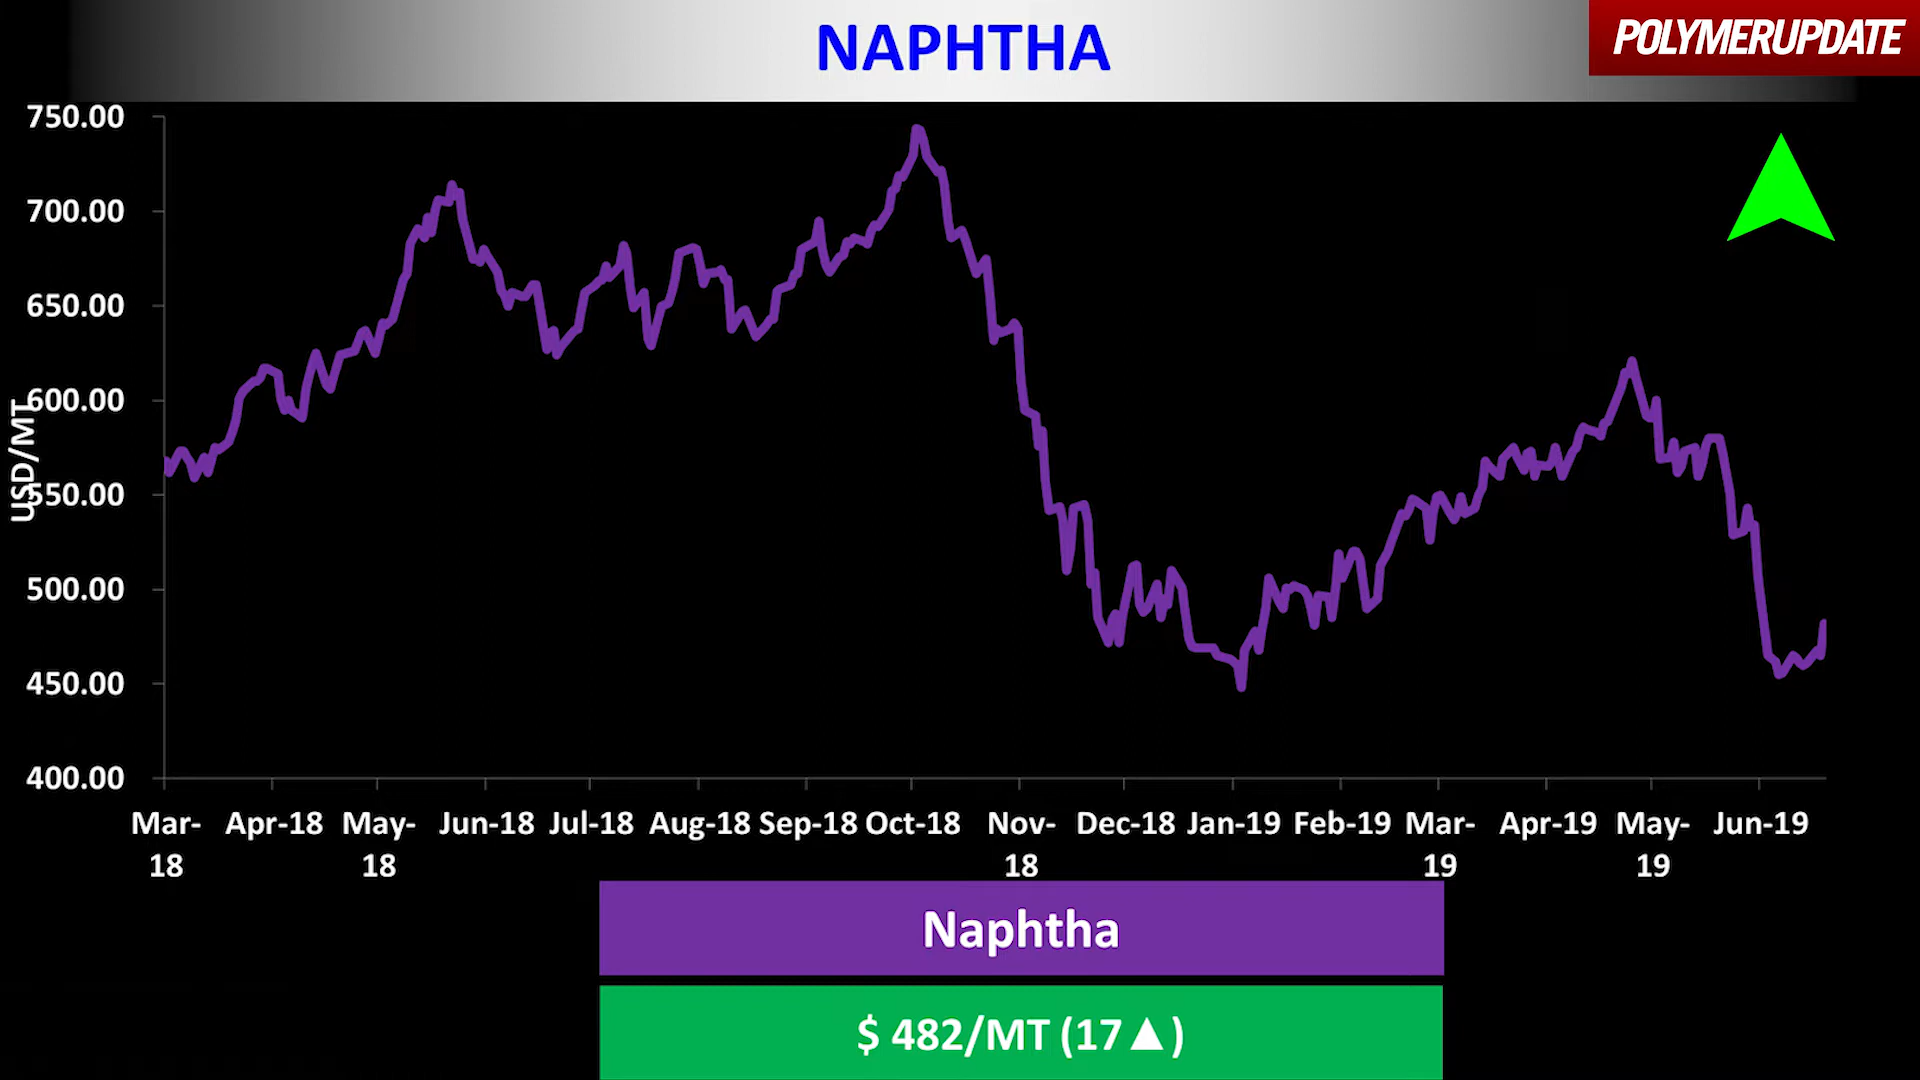 NAPHTHA
POLYMERUPDATE
750.00
700.00
650.00
600.00
550.00
500.00
450.00
400.00
USD/MT
Mar-18 Apr-18 May-18 Jun-18 Jul-18 Aug-18 Sep-18 Oct-18 Nov-18 Dec-18 Jan-19 Feb-19 Mar-19 Apr-19 May-19 Jun-19
Naphtha
$ 482/MT (17▲)